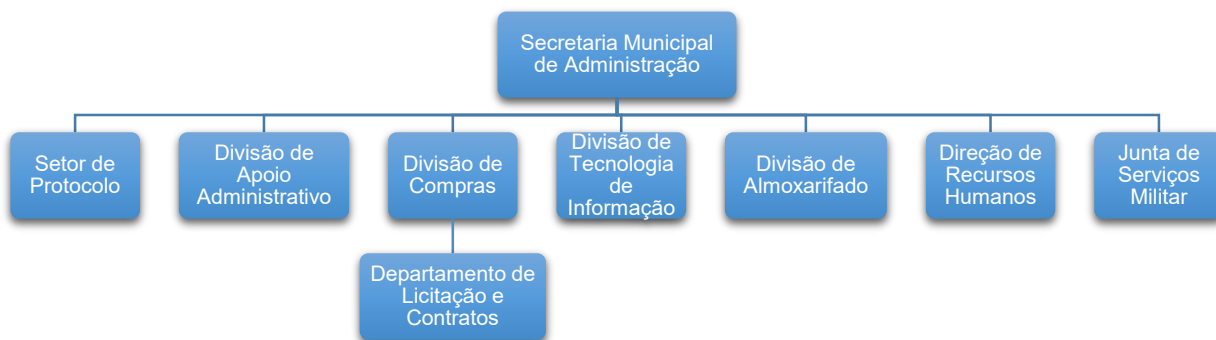 Secretaria Municipal
de Administração
Setor de
Protocolo
Divisão de
Apoio
Administrativo
Divisão de
Compras
Divisão de
Tecnologia
de
Informação
Divisão de
Almoxarifado
Direção de
Recursos
Humanos
Junta de
Serviços
Militar
Departamento de
Licitação e
Contratos